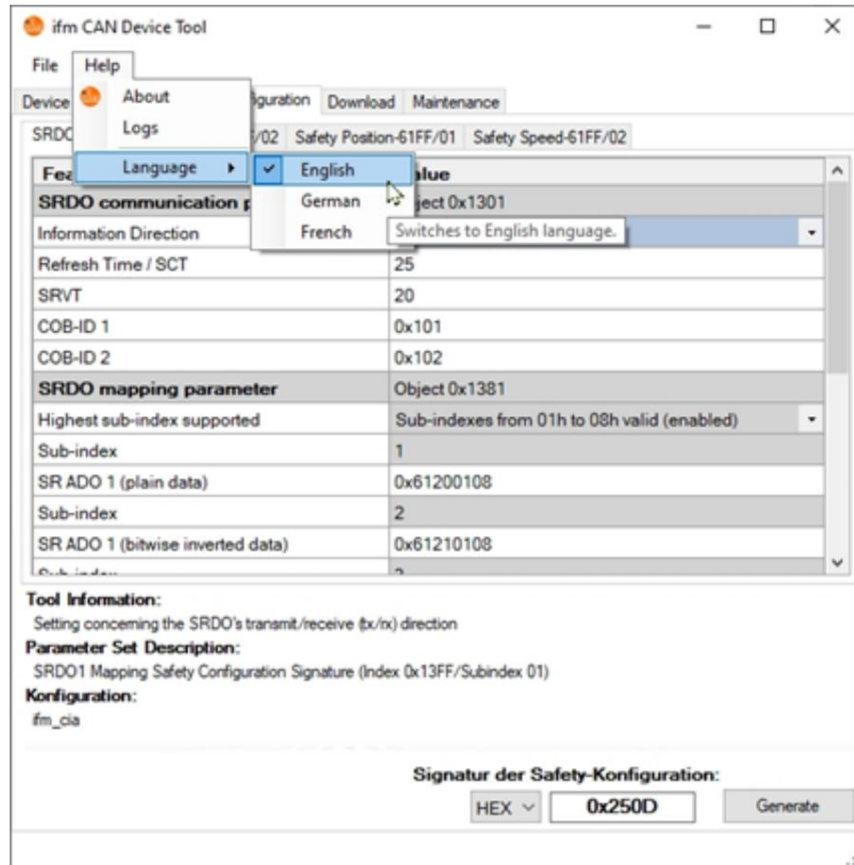 ifm CAN Device Tool
File Help
Device
About
iguration Download Maintenance
Logs
SRDO
/02 Safety Position-61FF/01 Safety Speed-61FF/02
Language
English
German
French
Switches to English language.
Fea lue
SRDO communication p ject 0x1301
Information Direction
Refresh Time / SCT 25
SRVT 20
COB-ID 1 0x101
COB-ID 2 0x102
SRDO mapping parameter Object 0x1381
Highest sub-index supported Sub-indexes from 01h to 08h valid (enabled)
Sub-index 1
SR ADO 1 (plain data) 0x61200108
Sub-index 2
SR ADO 1 (bitwise inverted data) 0x61210108
Tool Information:
Setting concerning the SRDO's transmit/receive (tx/rx) direction
Parameter Set Description:
SRDO1 Mapping Safety Configuration Signature (Index 0x13FF/Subindex 01)
Konfiguration:
ifm_cia
Signatur der Safety-Konfiguration:
HEX 0x250D Generate